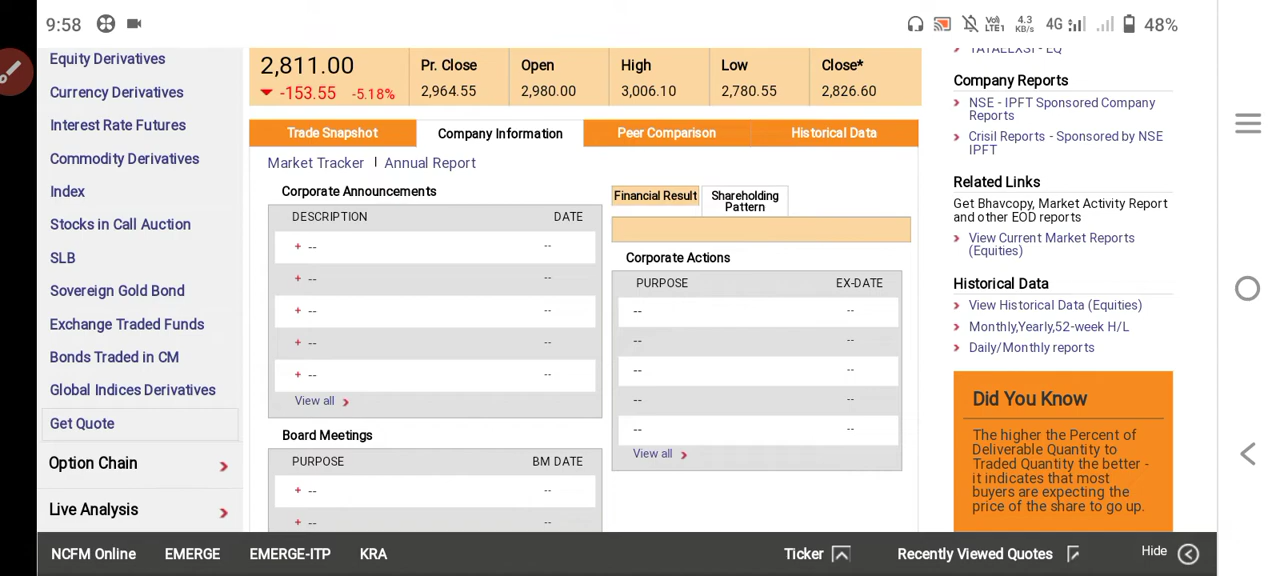 9:58
Vo)) LTE1
4.3 KB/s
4G
48%
Equity Derivatives
Currency Derivatives
Interest Rate Futures
Commodity Derivatives
Index
Stocks in Call Auction
SLB
Sovereign Gold Bond
Exchange Traded Funds
Bonds Traded in CM
Global Indices Derivatives
Get Quote
Option Chain
Live Analysis
2,811.00
-153.55 -5.18%
Pr. Close
2,964.55
Open
2,980.00
High
3,006.10
Low
2,780.55
Close*
2,826.60
Trade Snapshot
Company Information
Peer Comparison
Historical Data
Market Tracker | Annual Report
Corporate Announcements
DESCRIPTION DATE
+ -- --
+ -- --
+ -- --
+ -- --
+ -- --
View all
Board Meetings
PURPOSE BM DATE
+ -- --
+ --
Financial Result
Shareholding
Pattern
Corporate Actions
PURPOSE EX-DATE
-- --
-- --
-- --
-- --
-- --
View all
TATAELXSI - EQ
Company Reports
NSE - IPFT Sponsored Company
Reports
Crisil Reports - Sponsored by NSE
IPFT
Related Links
Get Bhavcopy, Market Activity Report
and other EOD reports
View Current Market Reports
(Equities)
Historical Data
View Historical Data (Equities)
Monthly,Yearly,52-week H/L
Daily/Monthly reports
Did You Know
The higher the Percent of
Deliverable Quantity to
Traded Quantity the better -
it indicates that most
buyers are expecting the
price of the share to go up.
NCFM Online
EMERGE
EMERGE-ITP
KRA
Ticker
Recently Viewed Quotes
Hide